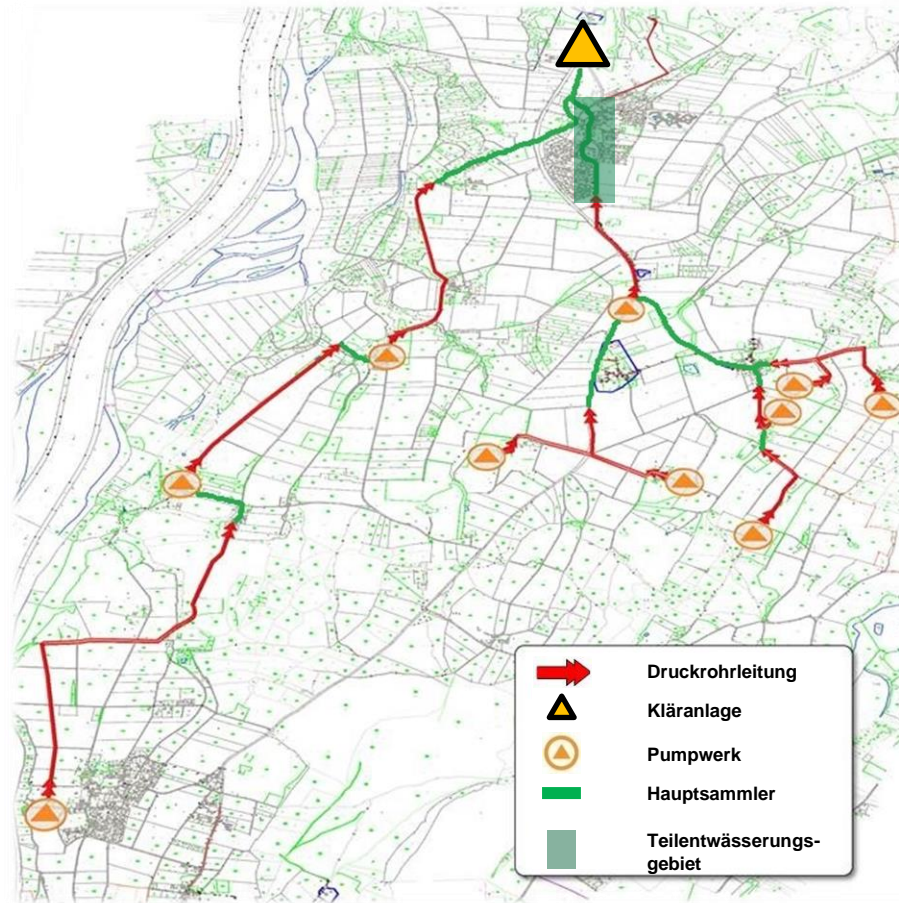 Druckrohrleitung
Kläranlage
Pumpwerk
Hauptsammler
Teilentwässerungs-
gebiet